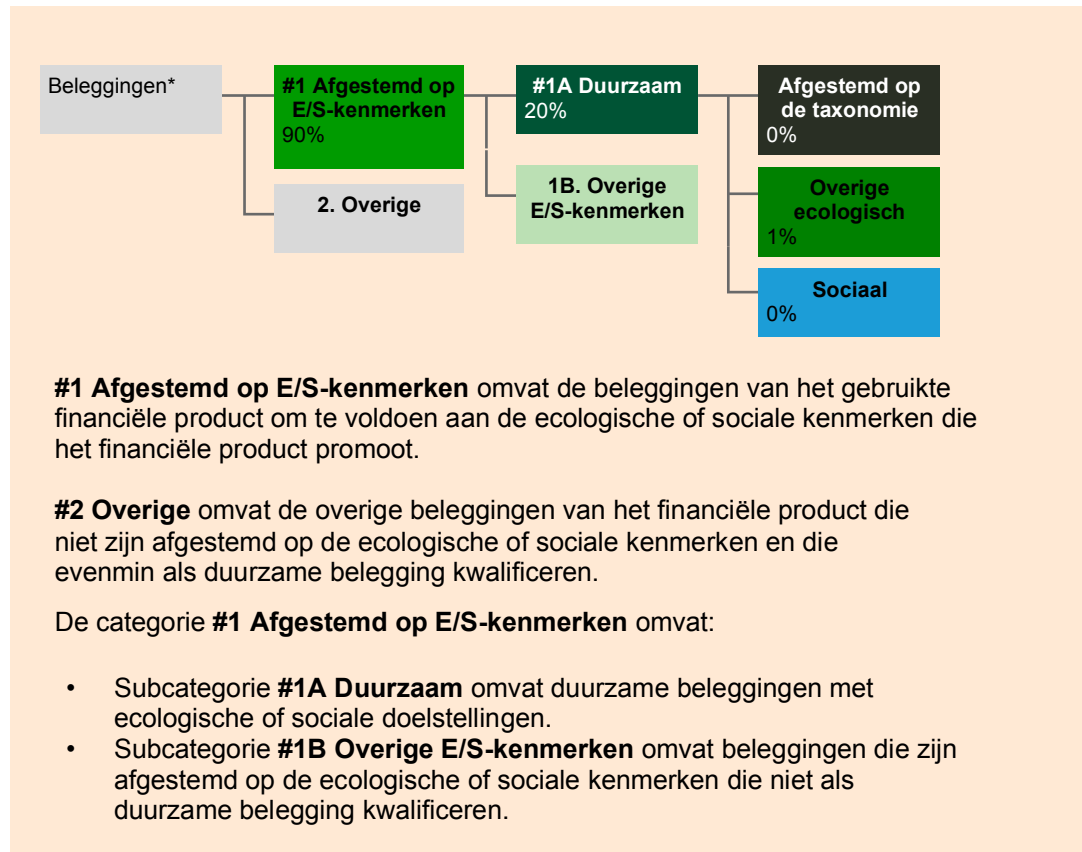 Beleggingen*
#1 Afgestemd op
E/S-kenmerken
90%
2. Overige
#1A Duurzaam
20%
1B. Overige
E/S-kenmerken
Afgestemd op
de taxonomie
0%
Overige
ecologisch
1%
Sociaal
0%
#1 Afgestemd op E/S-kenmerken omvat de beleggingen van het gebruikte
financiële product om te voldoen aan de ecologische of sociale kenmerken die
het financiële product promoot.
#2 Overige omvat de overige beleggingen van het financiële product die
niet zijn afgestemd op de ecologische of sociale kenmerken en die
evenmin als duurzame belegging kwalificeren.
De categorie #1 Afgestemd op E/S-kenmerken omvat:
• Subcategorie #1A Duurzaam omvat duurzame beleggingen met
ecologische of sociale doelstellingen.
• Subcategorie #1B Overige E/S-kenmerken omvat beleggingen die zijn
afgestemd op de ecologische of sociale kenmerken die niet als
duurzame belegging kwalificeren.